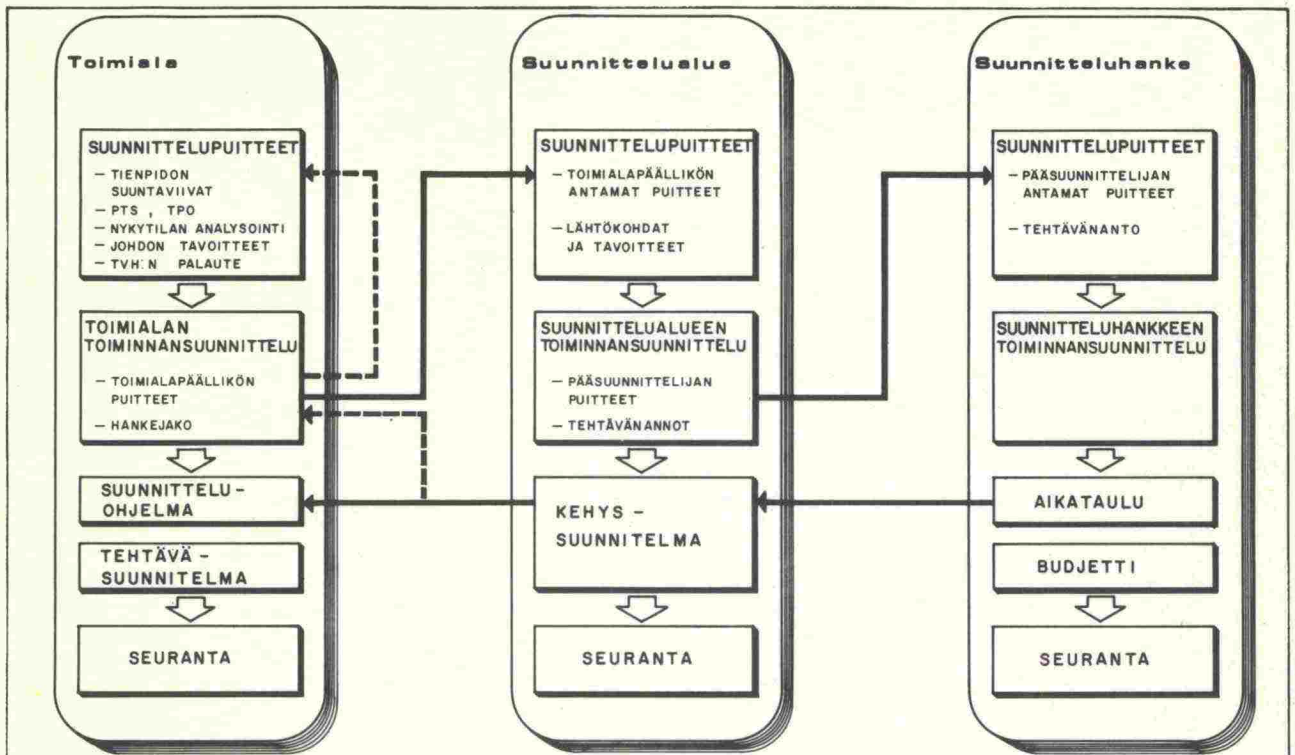 Toimiala
SUUNNITTELUPUITTEET
– TIENPIDON
SUUNTAVIIVAT
– PTS , TPO
– NYKYTILAN ANALYSOINTI
– JOHDON TAVOITTEET
– TVH:N PALAUTE
TOIMIALAN
TOIMINNANSUUNNITTELU
– TOIMIALAPÄÄLLIKÖN
PUITTEET
– HANKEJAKO
SUUNNITTELU –
OHJELMA
TEHTÄVÄ –
SUUNNITELMA
SEURANTA
Suunnittelualue
SUUNNITTELUPUITTEET
– TOIMIALAPÄÄLLIKÖN
ANTAMAT PUITTEET
– LÄHTÖKOHDAT
JA TAVOITTEET
SUUNNITTELUALUEEN
TOIMINNANSUUNNITTELU
– PÄÄSUUNNITTELIJAN
PUITTEET
– TEHTÄVÄNANNOT
KEHYS –
SUUNNITELMA
SEURANTA
Suunnitteluhanke
SUUNNITTELUPUITTEET
– PÄÄSUUNNITTELIJAN
ANTAMAT PUITTEET
– TEHTÄVÄNANTO
SUUNNITTELUHANKKEEN
TOIMINNANSUUNNITTELU
AIKATAULU
BUDJETTI
SEURANTA